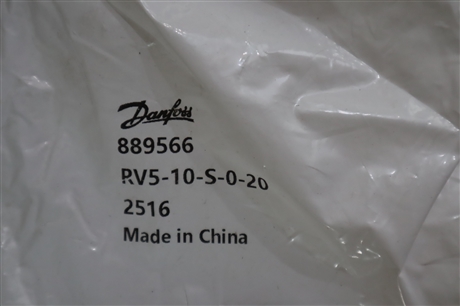 Danfoss
889566
RV5-10-S-0-20
2516
Made in China